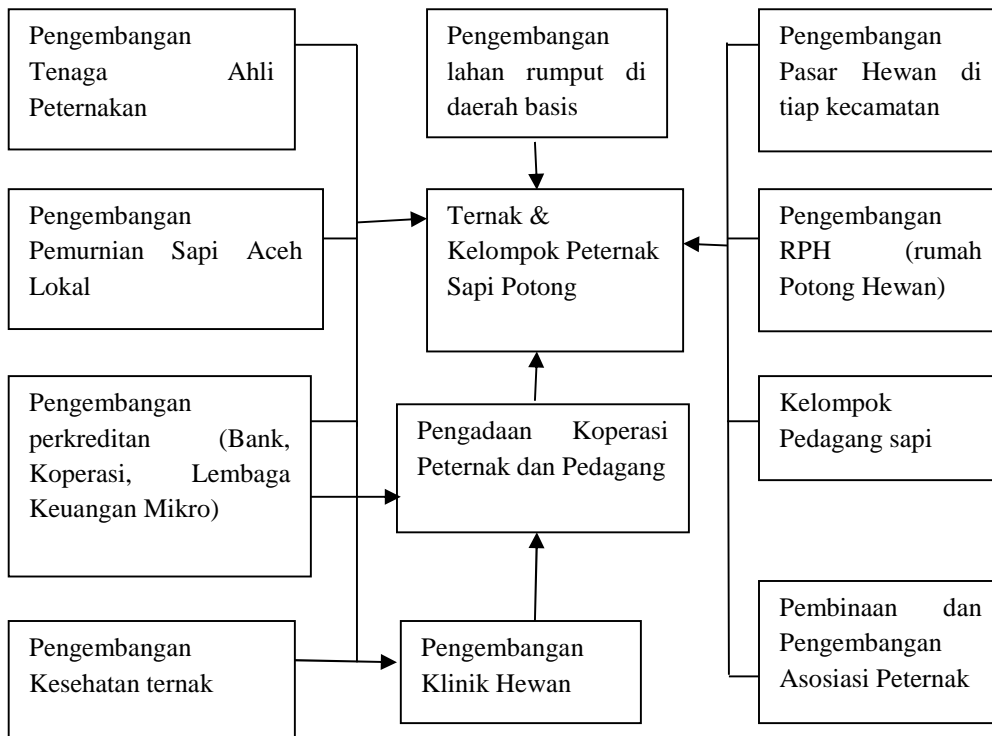 Pengembangan
Tenaga Ahli
Peternakan
Pengembangan
lahan rumput di
daerah basis
Pengembangan
Pasar Hewan di
tiap kecamatan
Pengembangan
Pemurnian Sapi Aceh
Lokal
Ternak &
Kelompok Peternak
Sapi Potong
Pengembangan
RPH (rumah
Potong Hewan)
Pengembangan
perkreditan (Bank,
Koperasi, Lembaga
Keuangan Mikro)
Pengadaan Koperasi
Peternak dan Pedagang
Kelompok
Pedagang sapi
Pengembangan
Kesehatan ternak
Pengembangan
Klinik Hewan
Pembinaan dan
Pengembangan
Asosiasi Peternak